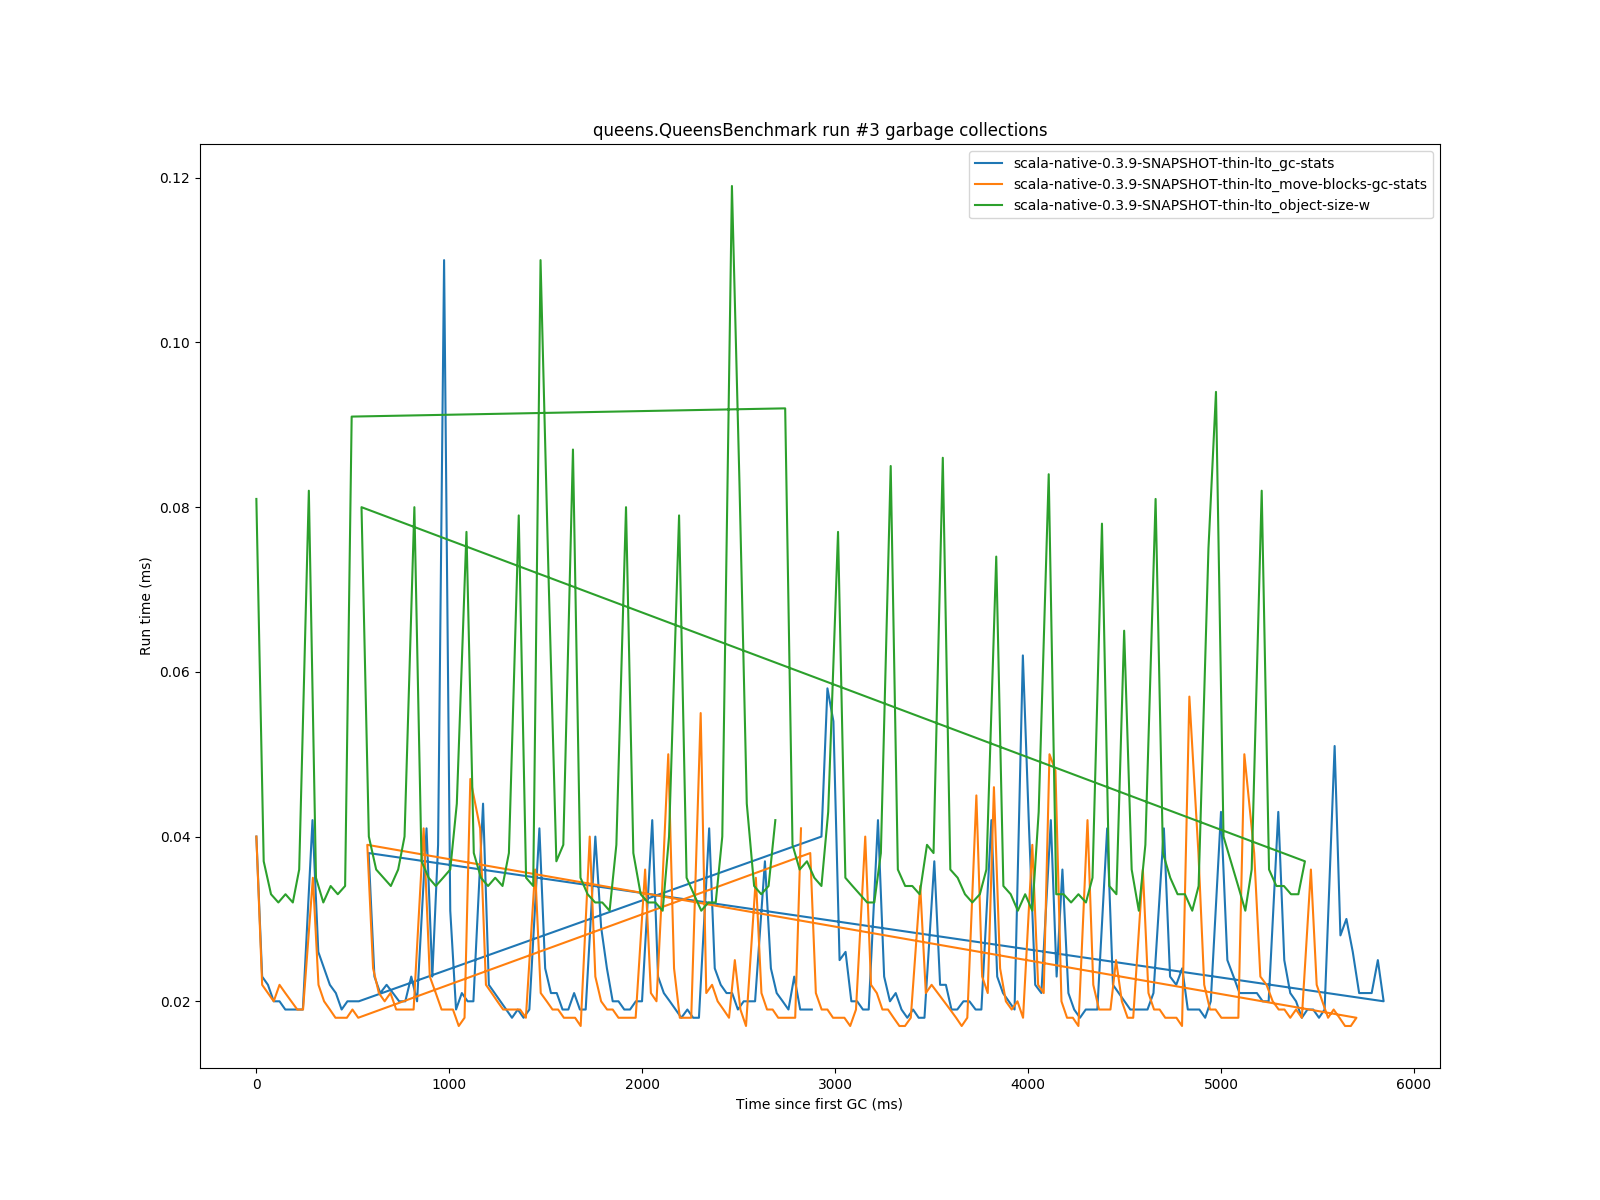 queens.QueensBenchmark run #3 garbage collections
scala-native-0.3.9-SNAPSHOT-thin-lto_gc-stats
scala-native-0.3.9-SNAPSHOT-thin-lto_move-blocks-gc-stats
scala-native-0.3.9-SNAPSHOT-thin-lto_object-size-w
0.12
0.10
0.08
0.06
0.04
0.02
Run time (ms)
0 1000 2000 3000 4000 5000 6000
Time since first GC (ms)